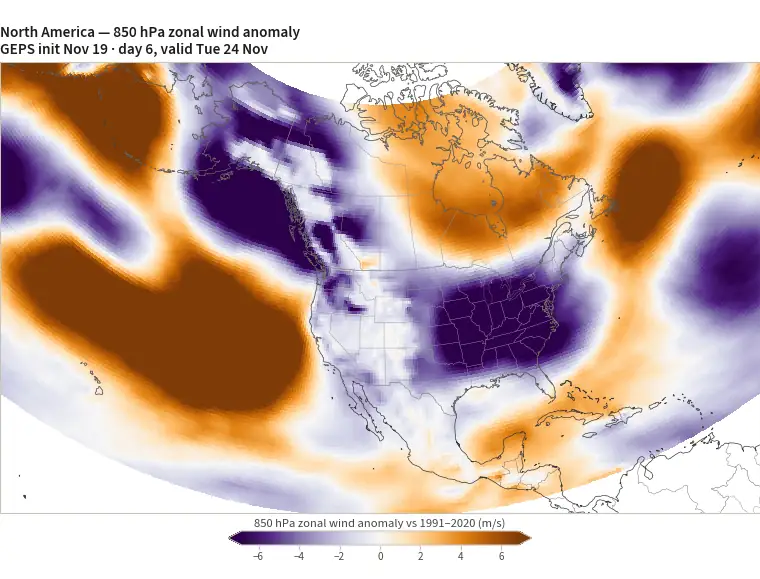 North America — 850 hPa zonal wind anomaly
GEPS init Nov 19 · day 6, valid Tue 24 Nov
850 hPa zonal wind anomaly vs 1991–2020 (m/s)
−6 −4 −2 0 2 4 6